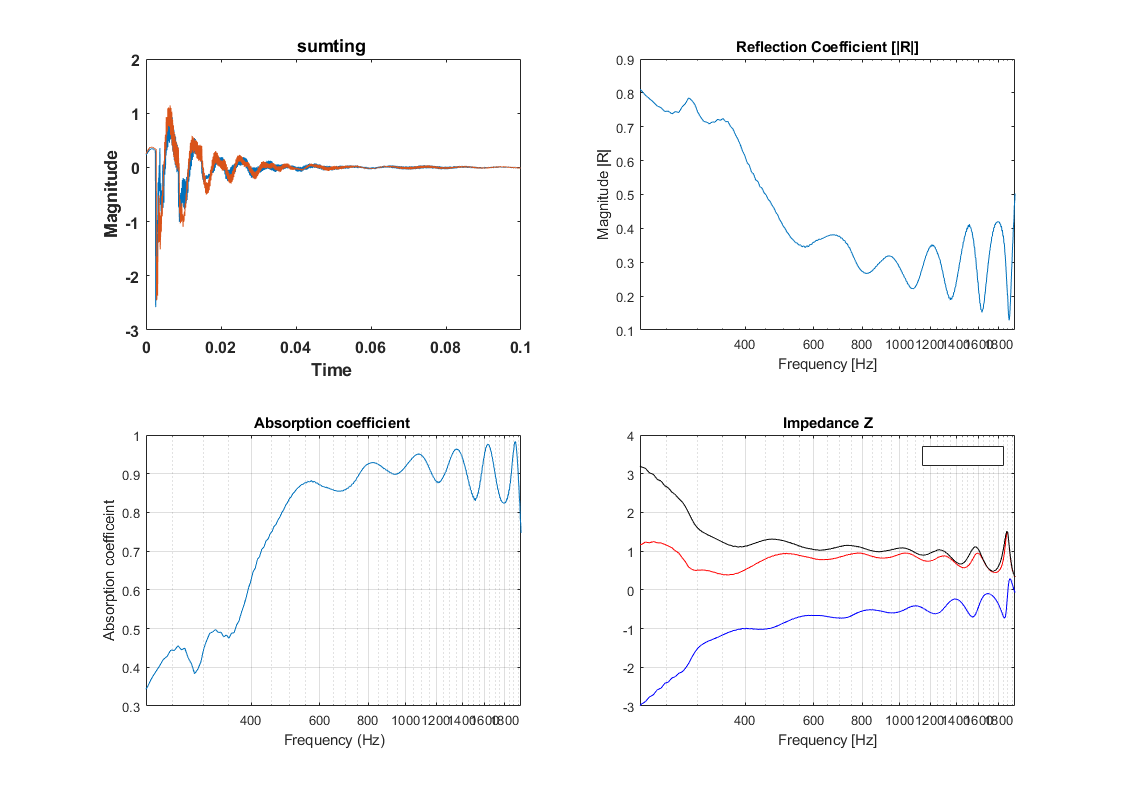 sumting
Magnitude
2
1
0
-1
-2
-3
0 0.02 0.04 0.06 0.08 0.1
Time
Reflection Coefficient [|R|]
Magnitude |R|
0.9
0.8
0.7
0.6
0.5
0.4
0.3
0.2
0.1
400 600 800 1000 1200 1400 1600 1800
Frequency [Hz]
Absorption coefficient
Absorption coefficeint
1
0.9
0.8
0.7
0.6
0.5
0.4
0.3
400 600 800 1000 1200 1400 1600 1800
Frequency (Hz)
Impedance Z
4
3
2
1
0
-1
-2
-3
400 600 800 1000 1200 1400 1600 1800
Frequency [Hz]